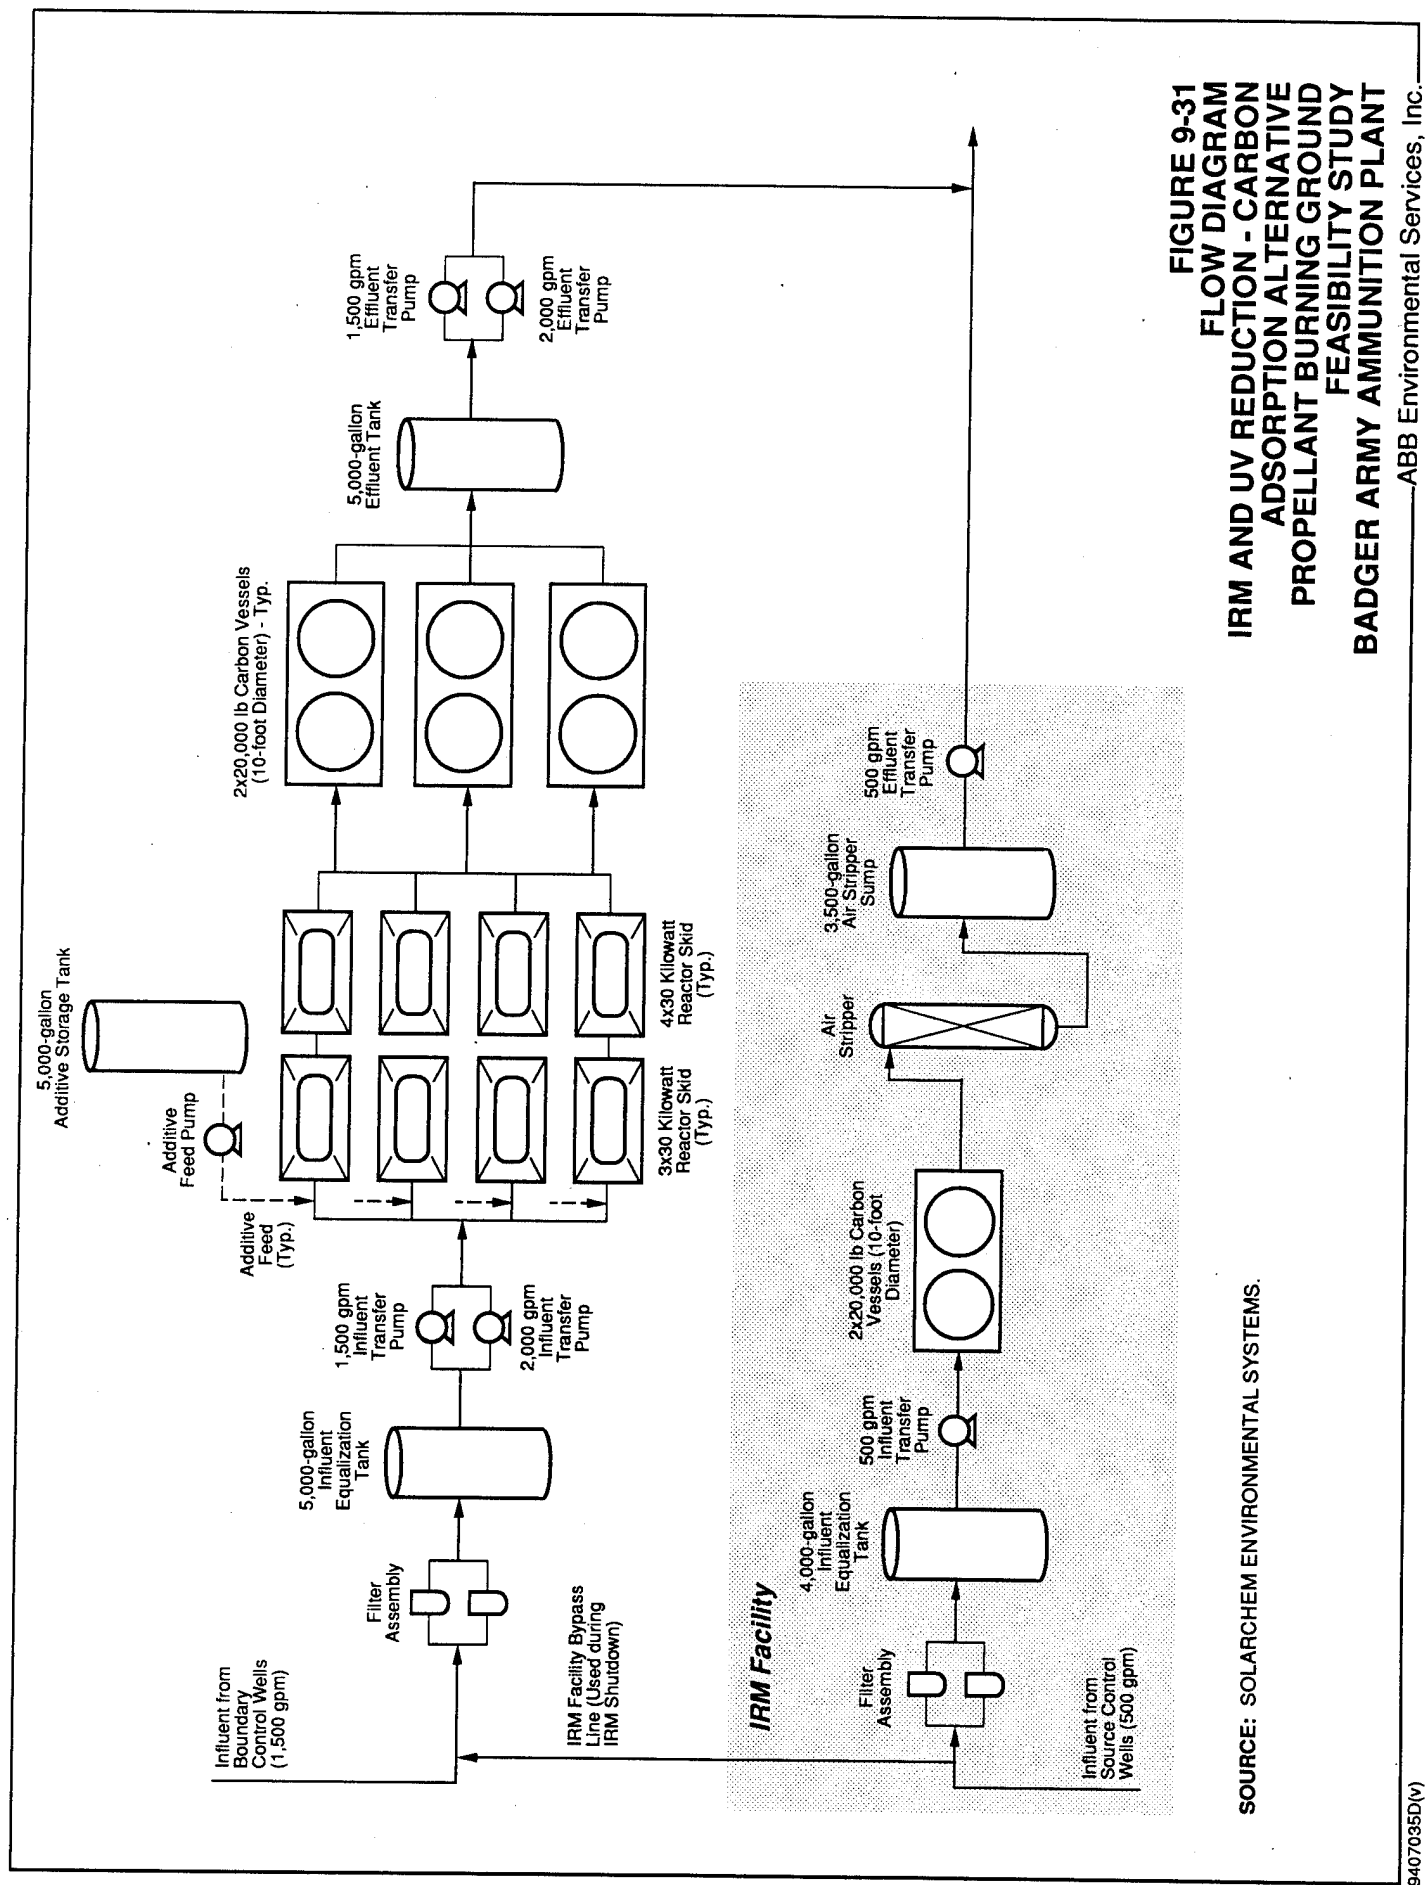 Influent from
Boundary
Control Wells
(1,500 gpm)
Filter
Assembly
5,000-gallon
Influent
Equalization
Tank
1,500 gpm
Influent
Transfer
Pump
2,000 gpm
Influent
Transfer
Pump
Additive
Feed
(Typ.)
Additive
Feed Pump
5,000-gallon
Additive Storage Tank
3x30 Kilowatt
Reactor Skid
(Typ.)
4x30 Kilowatt
Reactor Skid
(Typ.)
2x20,000 lb Carbon Vessels
(10-foot Diameter) - Typ.
5,000-gallon
Effluent Tank
1,500 gpm
Effluent
Transfer
Pump
2,000 gpm
Effluent
Transfer
Pump
IRM Facility Bypass
Line (Used during
IRM Shutdown)
IRM Facility
Filter
Assembly
Influent from
Source Control
Wells (500 gpm)
4,000-gallon
Influent
Equalization
Tank
500 gpm
Influent
Transfer
Pump
2x20,000 lb Carbon
Vessels (10-foot
Diameter)
Air
Stripper
3,500-gallon
Air Stripper
Sump
500 gpm
Effluent
Transfer
Pump
SOURCE: SOLARCHEM ENVIRONMENTAL SYSTEMS.
FIGURE 9-31
FLOW DIAGRAM
IRM AND UV REDUCTION - CARBON
ADSORPTION ALTERNATIVE
PROPELLANT BURNING GROUND
FEASIBILITY STUDY
BADGER ARMY AMMUNITION PLANT
ABB Environmental Services, Inc.
9407035D(v)